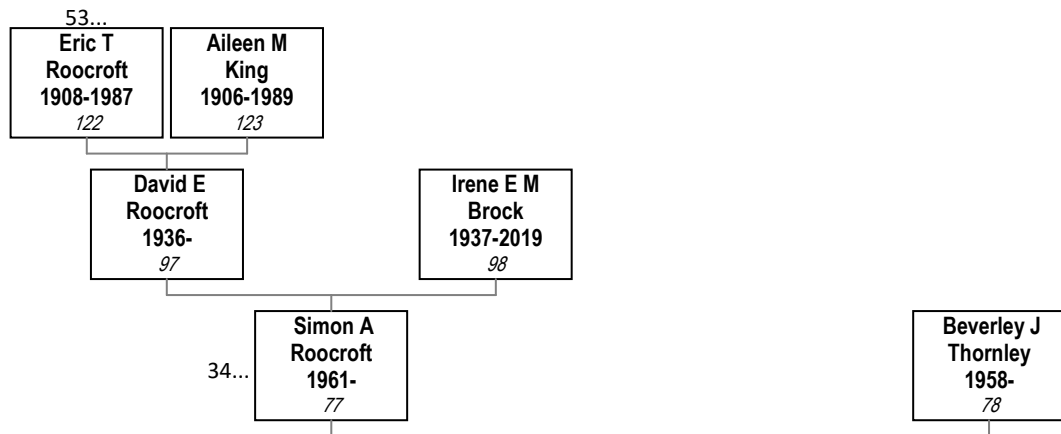 53...
Eric T
Roocroft
1908-1987
122
Aileen M
King
1906-1989
123
David E
Roocroft
1936-
97
Irene E M
Brock
1937-2019
98
34...
Simon A
Roocroft
1961-
77
Beverley J
Thornley
1958-
78